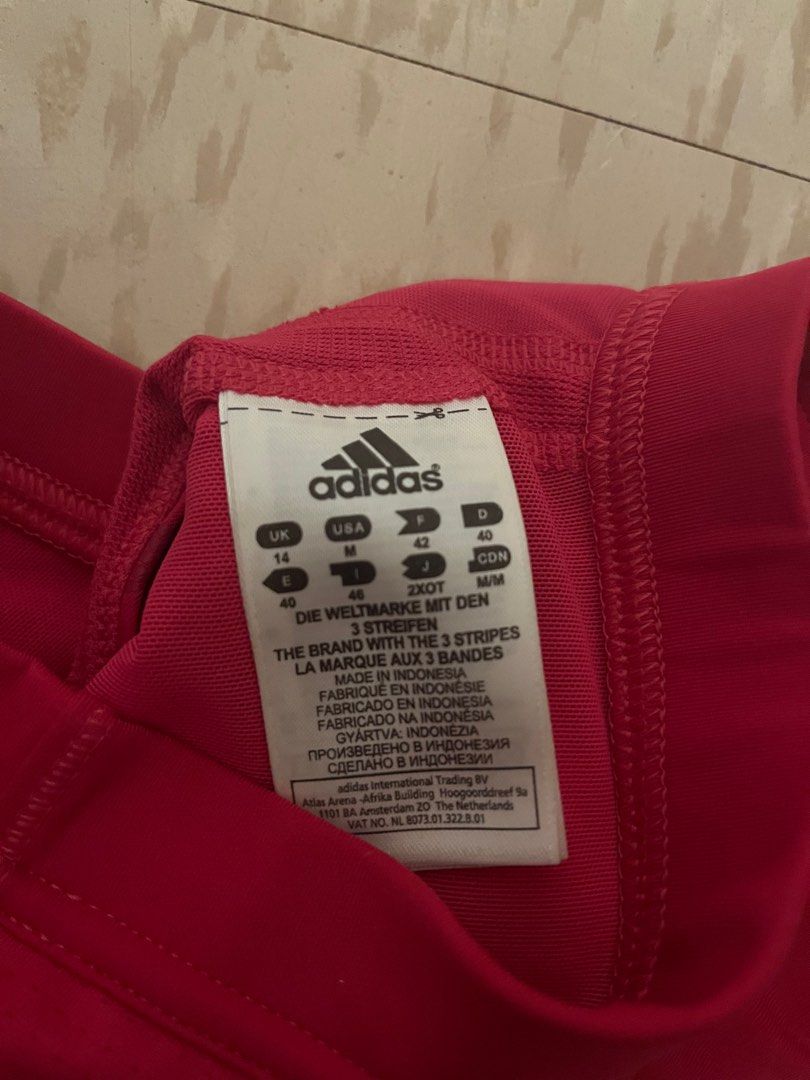 adidas
UK USA F D
14 M 42 40
E I J CDN
40 46 2XOT M/M
DIE WELTMARKE MIT DEN
3 STREIFEN
THE BRAND WITH THE 3 STRIPES
LA MARQUE AUX 3 BANDES
MADE IN INDONESIA
FABRIQUÉ EN INDONÉSIE
FABRICADO EN INDONESIA
FABRICADO NA INDONÉSIA
GYÁRTVA: INDONÉZIA
ПРОИЗВЕДЕНО В ИНДОНЕЗИЯ
СДЕЛАНО В ИНДОНЕЗИИ
adidas International Trading BV
Atlas Arena -Afrika Building Hoogoorddreef 9a
1101 BA Amsterdam ZO The Netherlands
VAT NO. NL 8073.01.322.B.01